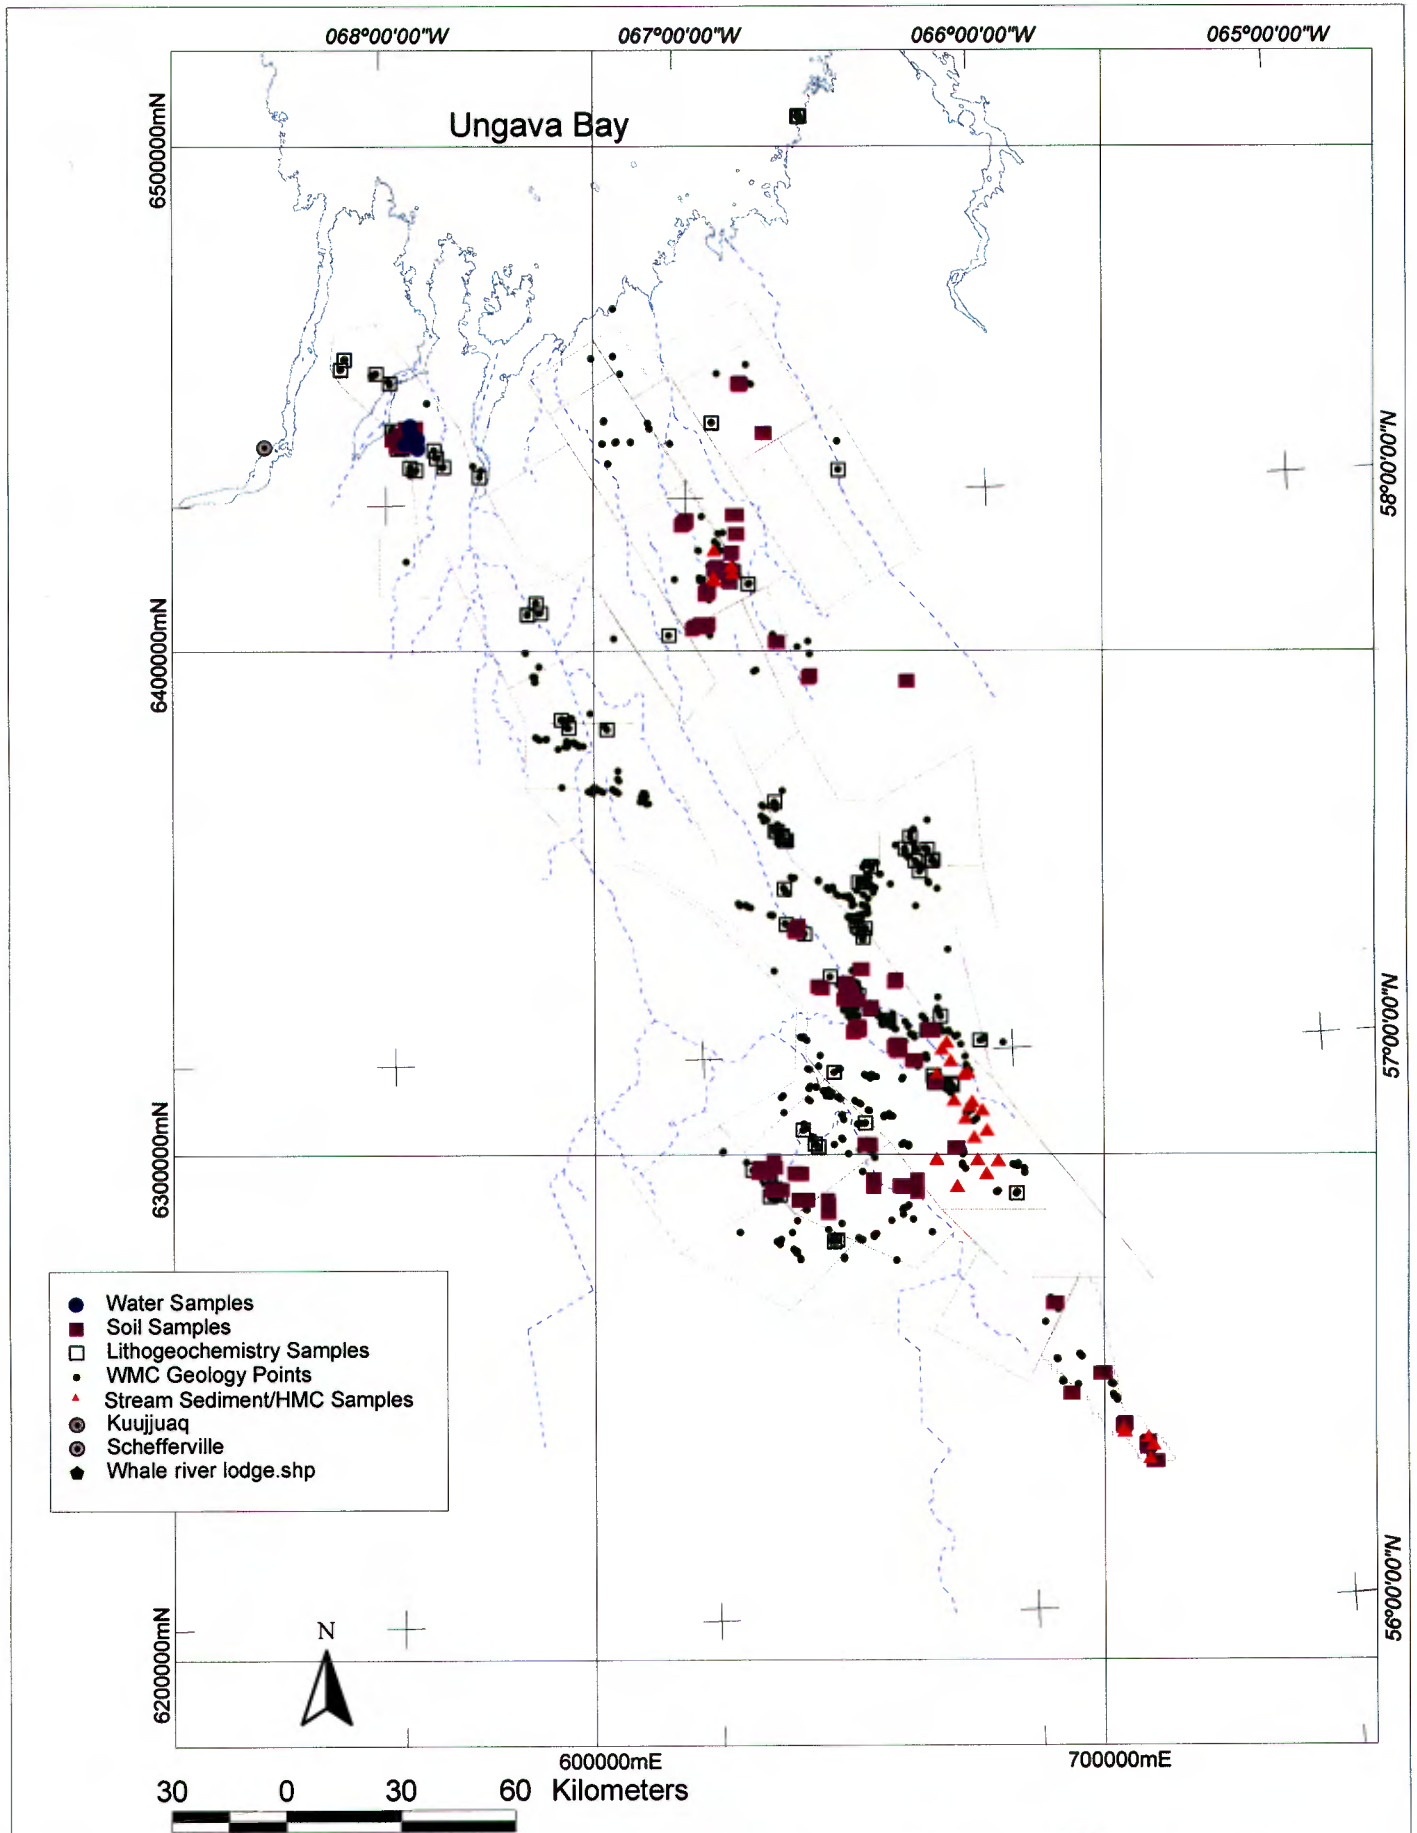 068°00'00"W 067°00'00"W 066°00'00"W 065°00'00"W
Ungava Bay
6500000mN
58°00'00"N
6400000mN
57°00'00"N
6300000mN
Water Samples
Soil Samples
Lithogeochemistry Samples
WMC Geology Points
Stream Sediment/HMC Samples
Kuujjuaq
Schefferville
Whale river lodge.shp
56°00'00"N
N
6200000mN
600000mE 700000mE
30 0 30 60 Kilometers